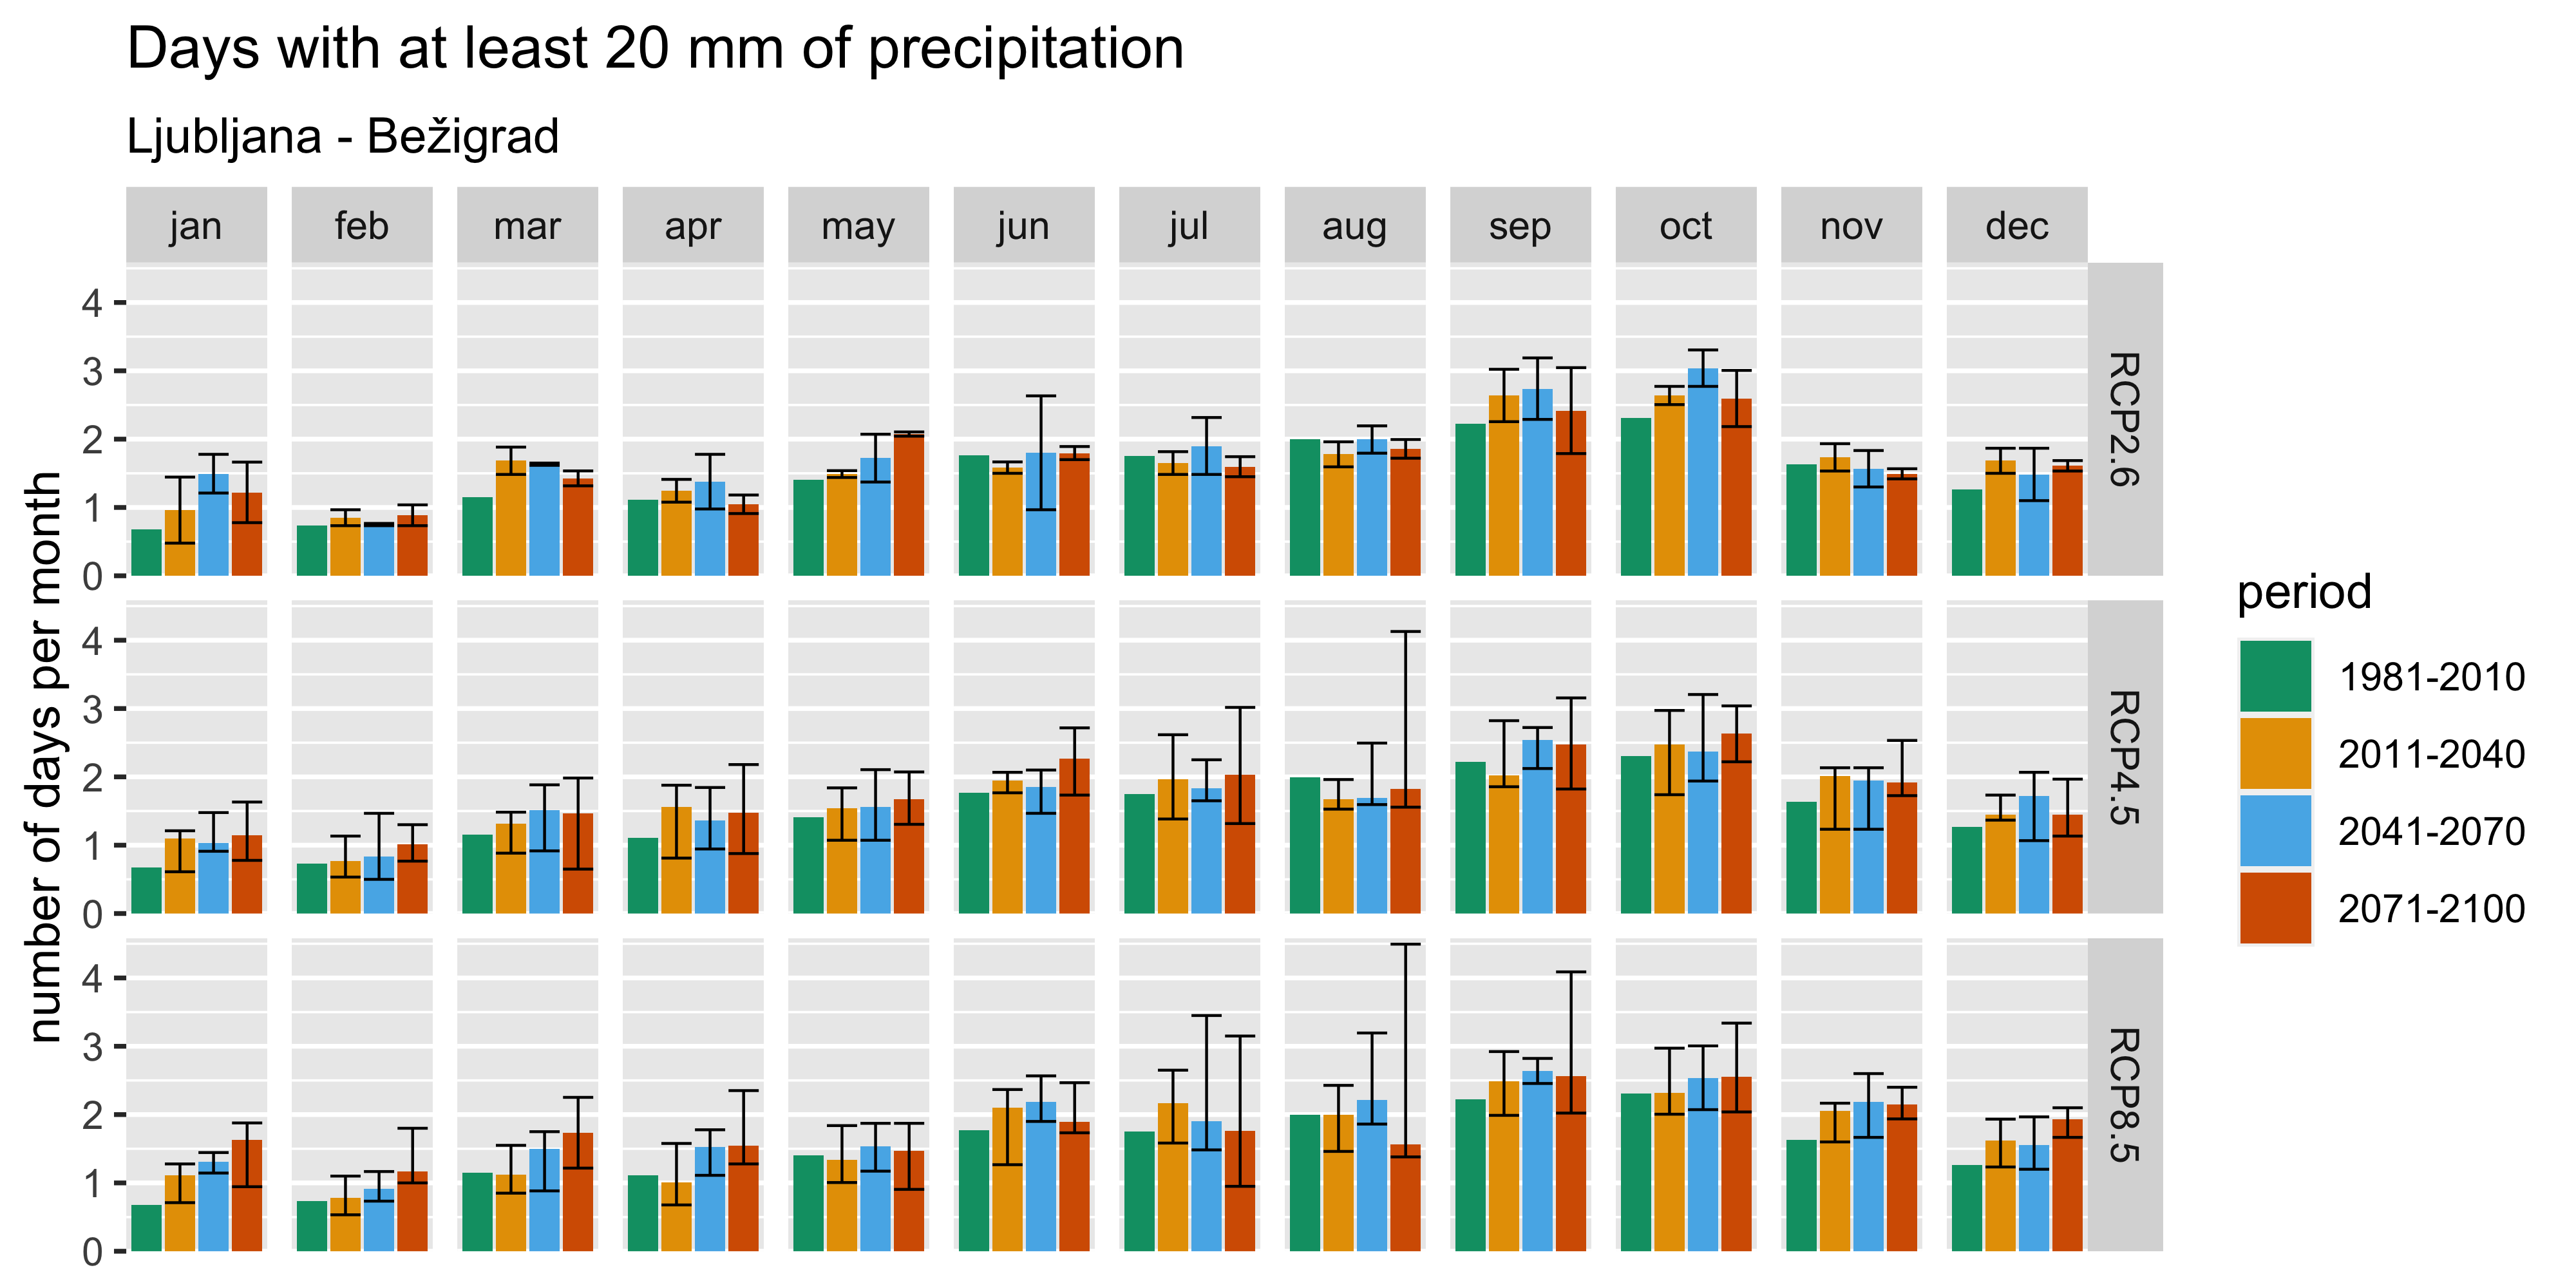 Days with at least 20 mm of precipitation
Ljubljana - Bežigrad
jan feb mar apr may jun jul aug sep oct nov dec
number of days per month
4
3
2
1
0
RCP2.6
4
3
2
1
0
RCP4.5
4
3
2
1
0
RCP8.5
period
1981-2010
2011-2040
2041-2070
2071-2100